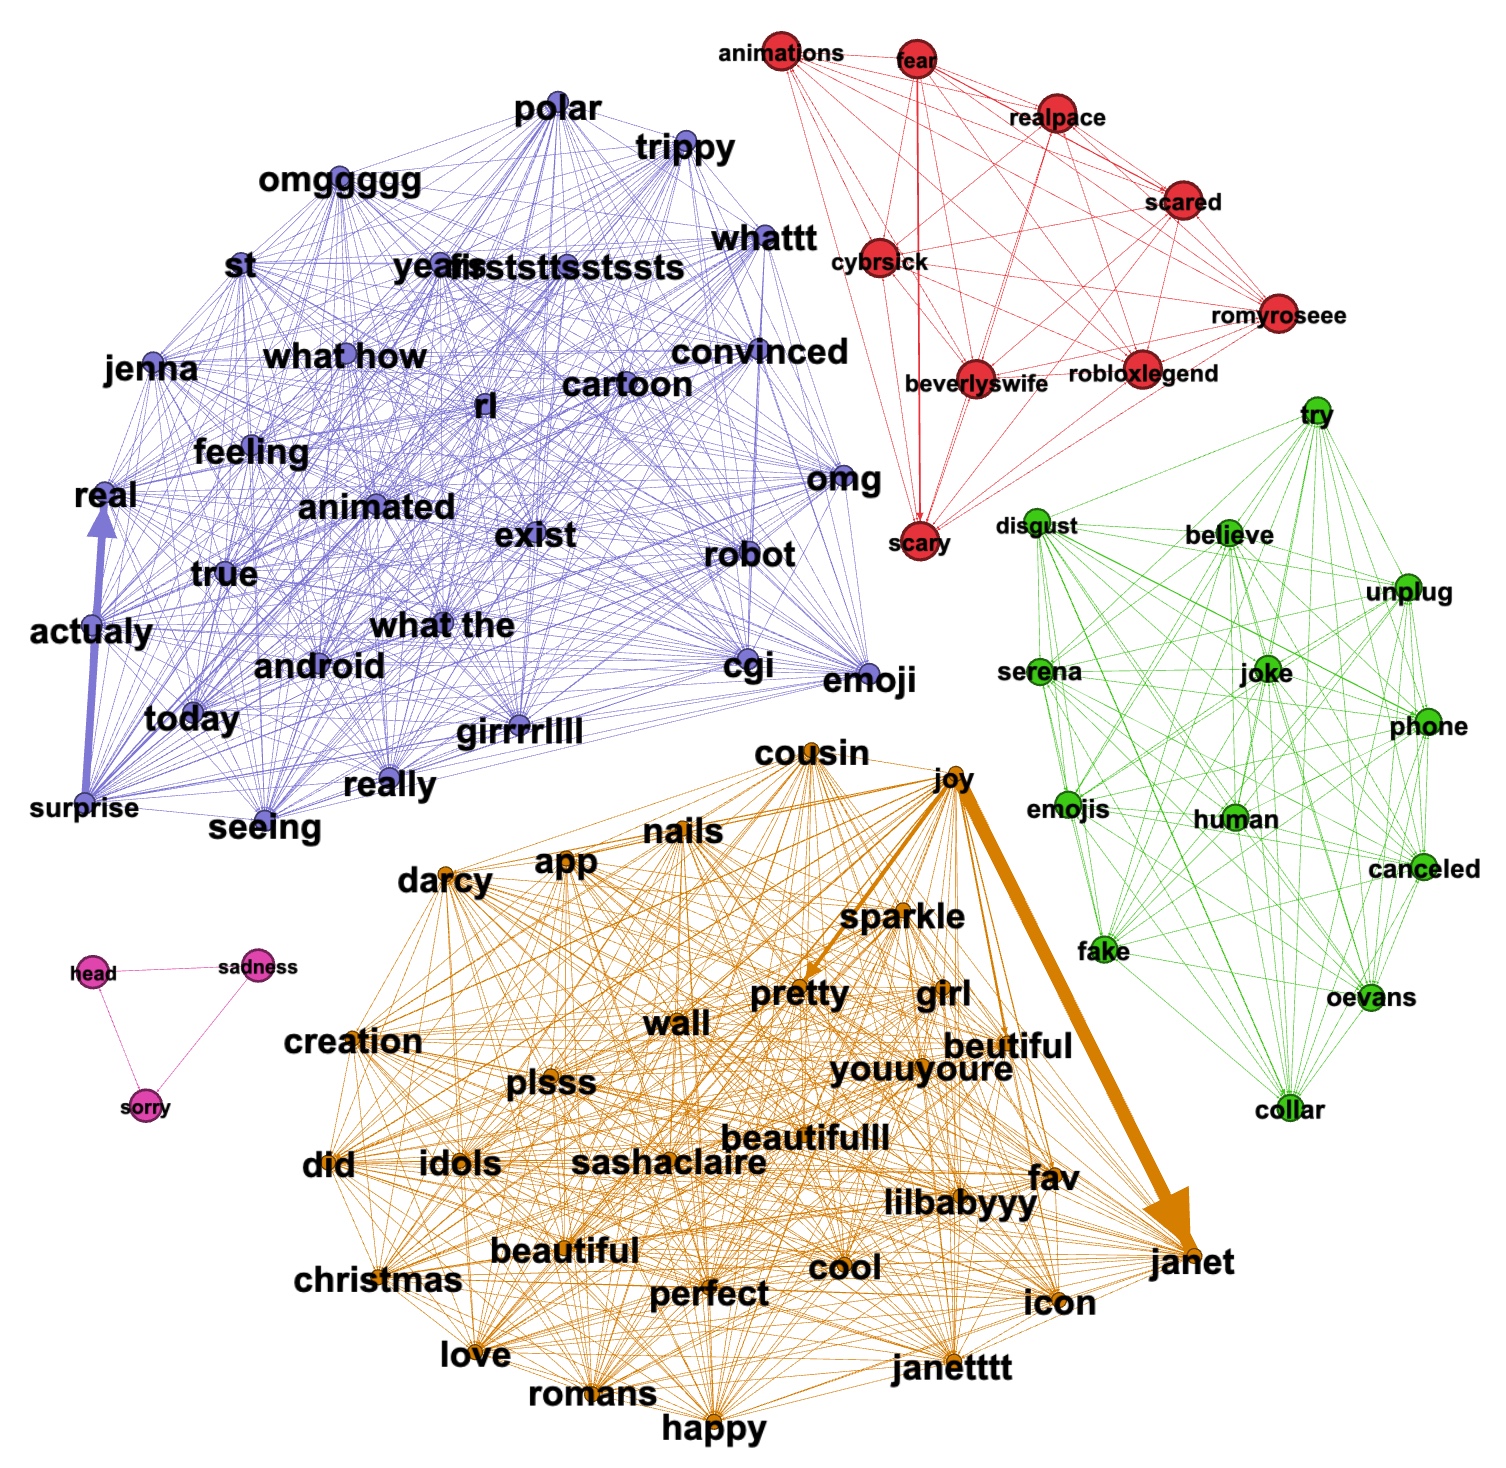 animations
fear
realpace
scared
cybrsick
romyroseee
beverlyswife
robloxlegend
scary
polar
trippy
omggggg
whattt
st
years
firststtsstssts
jenna
what how
convinced
cartoon
rl
feeling
real
animated
omg
exist
robot
true
actualy
what the
android
cgi
emoji
today
girrrrllll
really
surprise
seeing
try
disgust
believe
unplug
serena
joke
phone
emojis
human
canceled
fake
oevans
collar
cousin
joy
nails
app
darcy
sparkle
pretty
girl
wall
creation
beutiful
youuyoure
plsss
beautifulll
did
idols
sashaclaire
fav
lilbabyyy
beautiful
cool
janet
christmas
perfect
icon
love
janetttt
romans
happy
head
sadness
sorry